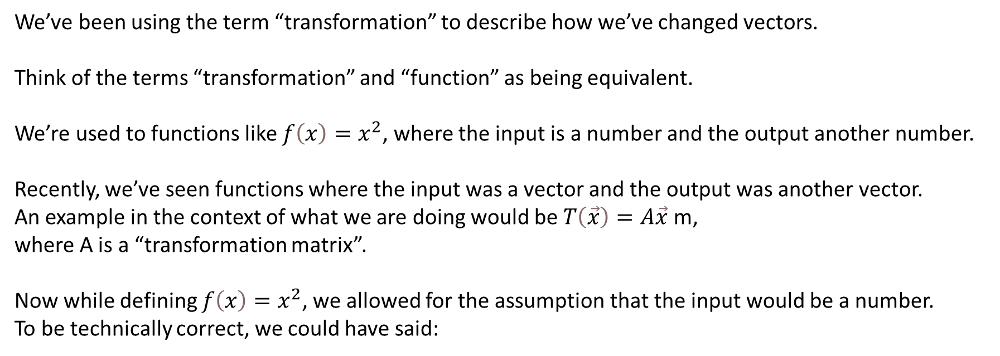 We’ve been using the term “transformation” to describe how we’ve changed vectors.
Think of the terms “transformation” and “function” as being equivalent.
We’re used to functions like f(x) = x², where the input is a number and the output another number.
Recently, we’ve seen functions where the input was a vector and the output was another vector.
An example in the context of what we are doing would be T(x⃗) = Ax⃗ m,
where A is a “transformation matrix”.
Now while defining f(x) = x², we allowed for the assumption that the input would be a number.
To be technically correct, we could have said: